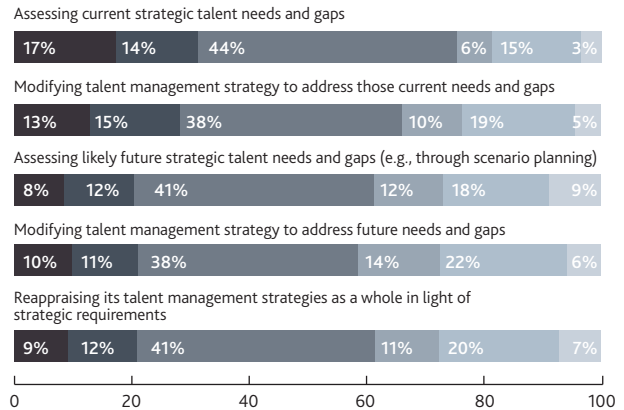 Assessing current strategic talent needs and gaps
17% 14% 44% 6% 15% 3%
Modifying talent management strategy to address those current needs and gaps
13% 15% 38% 10% 19% 5%
Assessing likely future strategic talent needs and gaps (e.g., through scenario planning)
8% 12% 41% 12% 18% 9%
Modifying talent management strategy to address future needs and gaps
10% 11% 38% 14% 22% 6%
Reappraising its talent management strategies as a whole in light of
strategic requirements
9% 12% 41% 11% 20% 7%
0 20 40 60 80 100